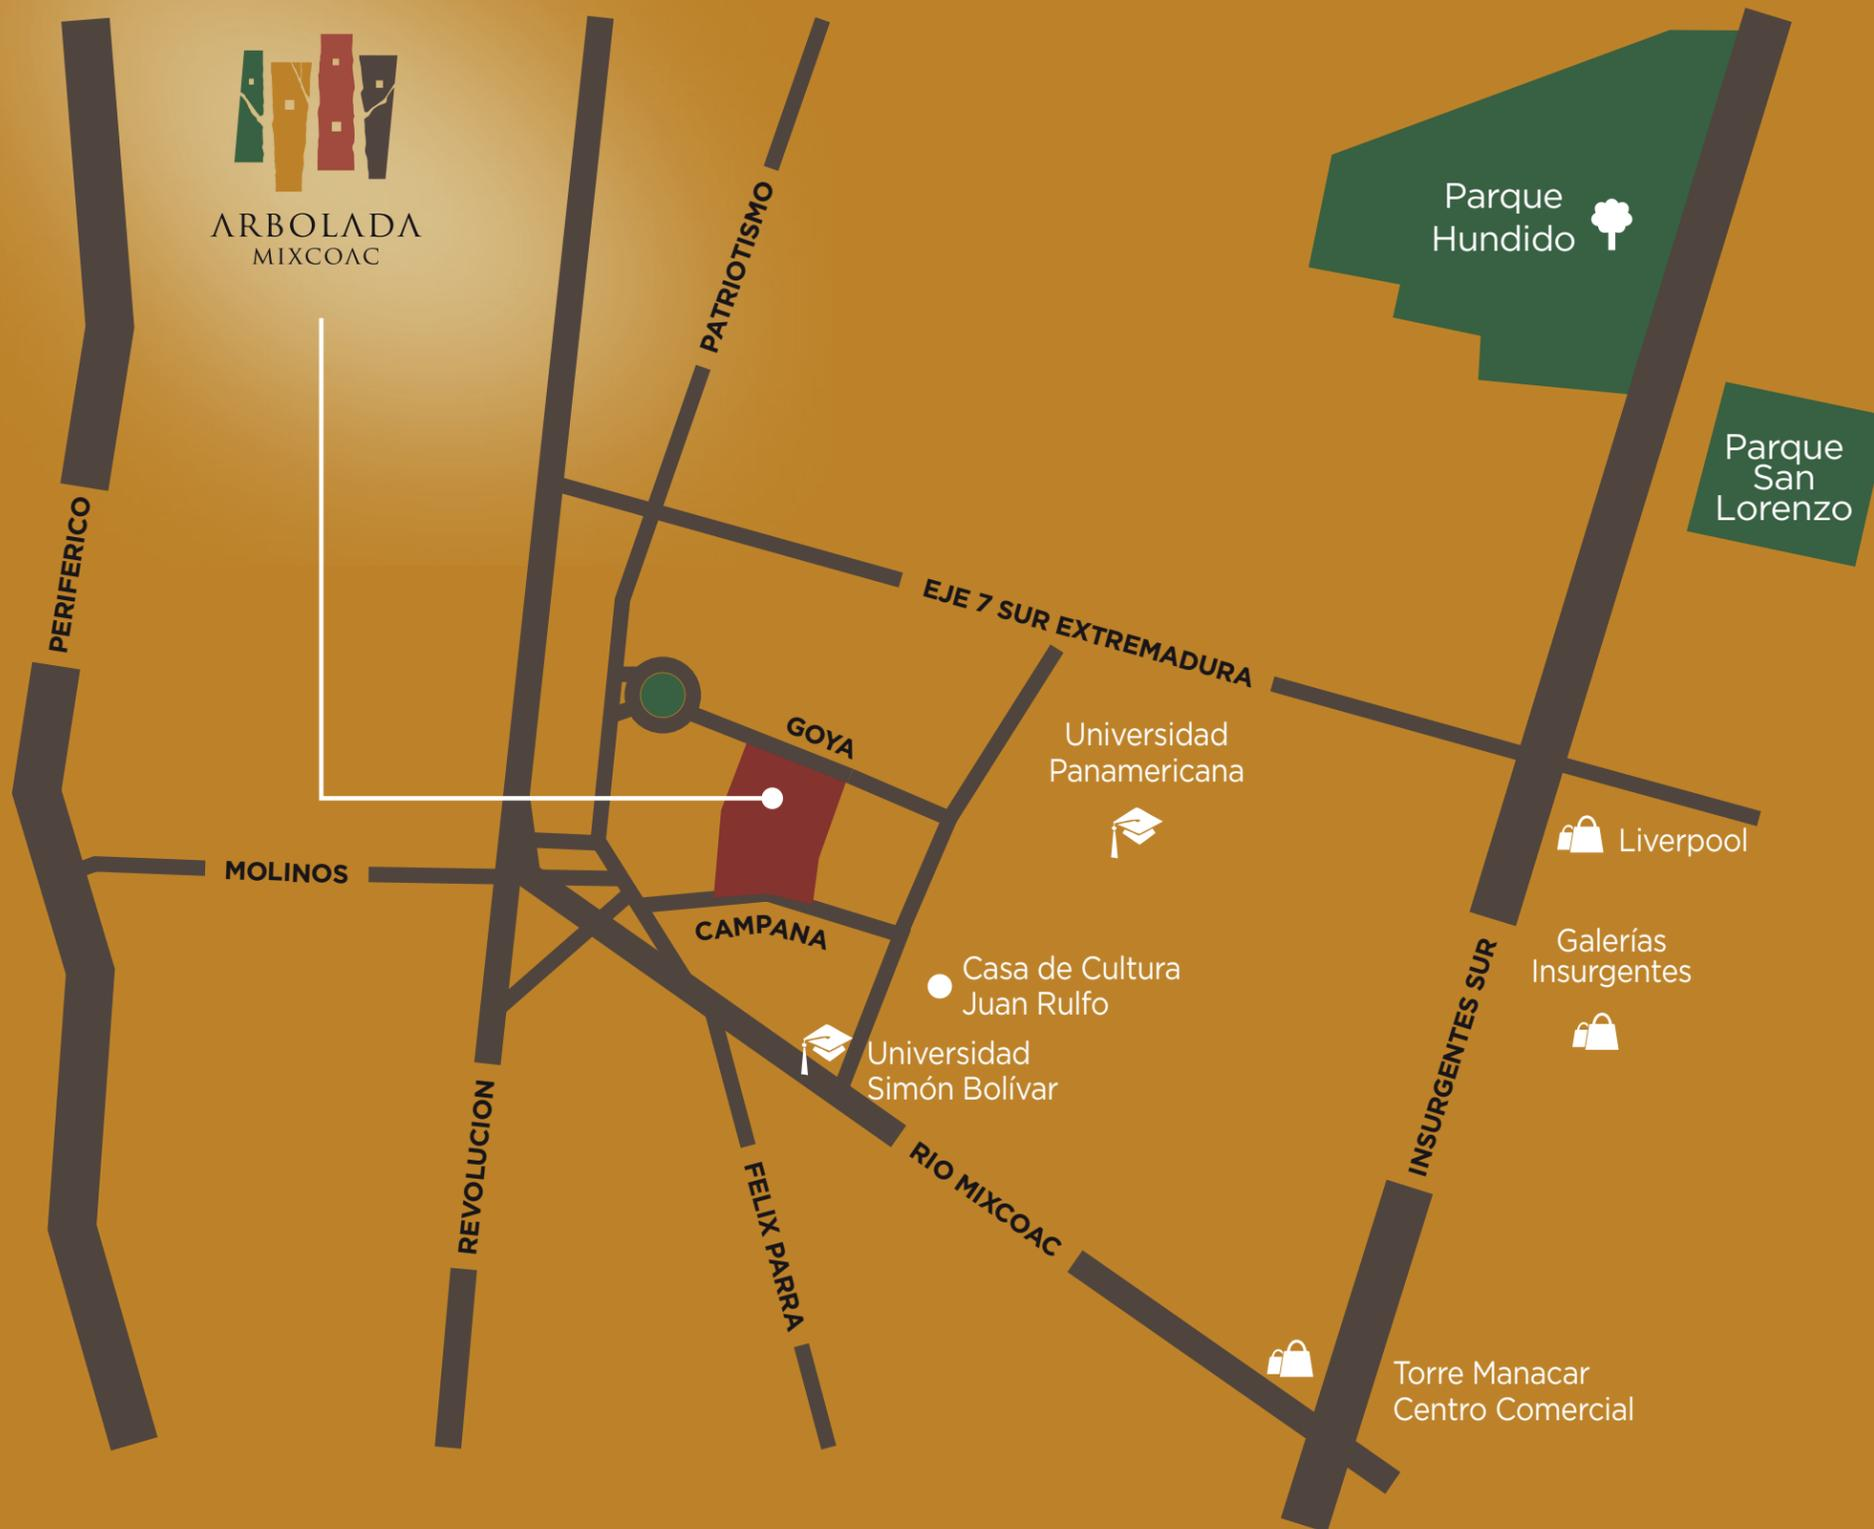 ARBOLADA
MIXCOAC
PATRIOTISMO
Parque
Hundido
Parque
San
Lorenzo
PERIFERICO
EJE 7 SUR EXTREMADURA
GOYA
Universidad
Panamericana
Liverpool
MOLINOS
CAMPANA
Galerías
Insurgentes
Casa de Cultura
Juan Rulfo
INSURGENTES SUR
Universidad
Simón Bolívar
REVOLUCION
FELIX PARRA
RIO MIXCOAC
Torre Manacar
Centro Comercial